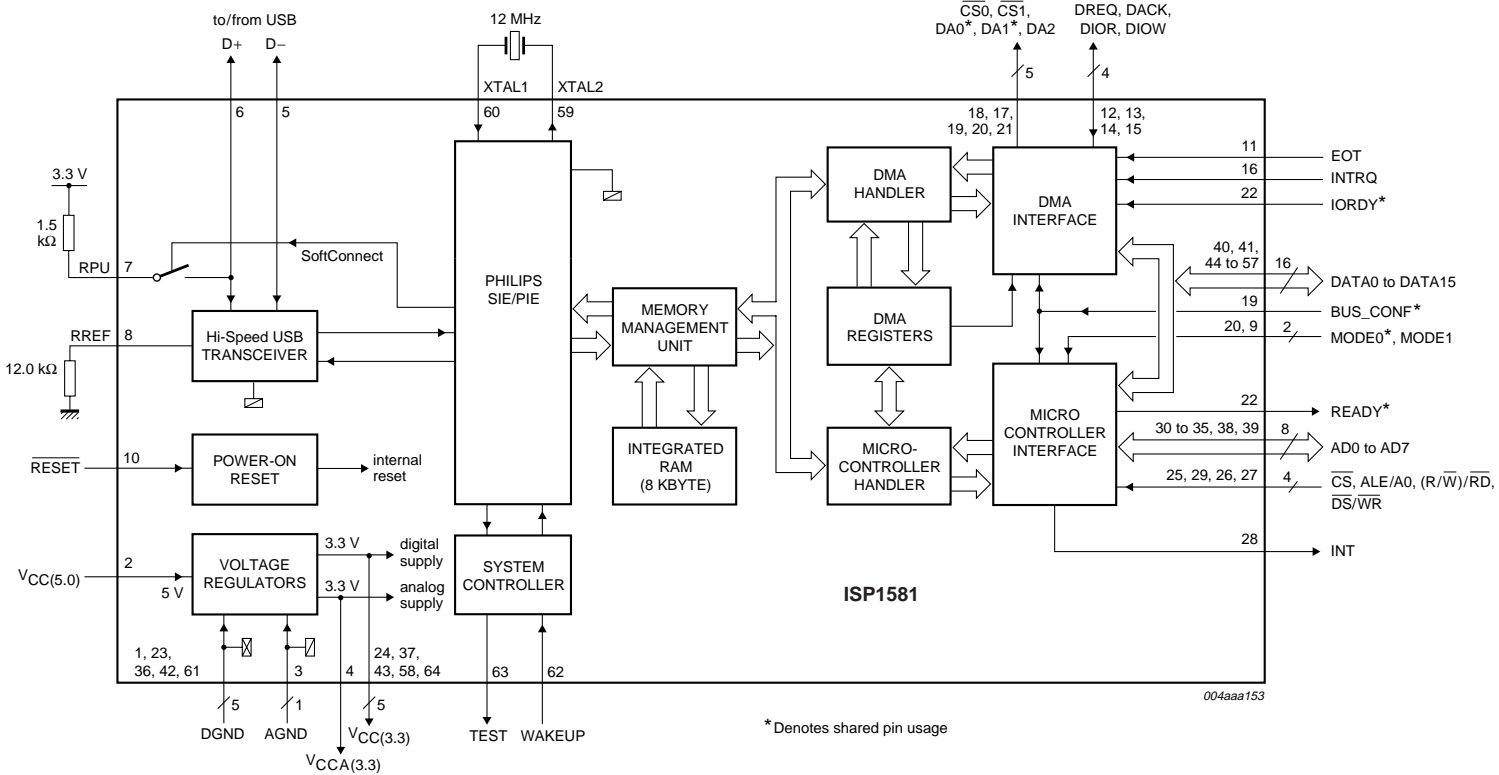 to/from USB
D+ D−
12 MHz
CS0, CS1,
DA0*, DA1*, DA2
DREQ, DACK,
DIOR, DIOW
5
4
XTAL1
XTAL2
6
5
60
59
18, 17,
19, 20, 21
12, 13,
14, 15
3.3 V
1.5
kΩ
RPU
7
SoftConnect
RREF
8
12.0 kΩ
Hi-Speed USB
TRANSCEIVER
PHILIPS
SIE/PIE
MEMORY
MANAGEMENT
UNIT
INTEGRATED
RAM
(8 KBYTE)
DMA
HANDLER
DMA
REGISTERS
MICRO-
CONTROLLER
HANDLER
DMA
INTERFACE
MICRO
CONTROLLER
INTERFACE
11
EOT
16
INTRQ
22
IORDY*
40, 41,
44 to 57
16
DATA0 to DATA15
19
BUS_CONF*
20, 9
2
MODE0*, MODE1
22
READY*
30 to 35, 38, 39
8
AD0 to AD7
25, 29, 26, 27
4
CS, ALE/A0, (R/W)/RD,
DS/WR
28
INT
RESET
10
POWER-ON
RESET
internal
reset
VCC(5.0)
2
5 V
VOLTAGE
REGULATORS
3.3 V
digital
supply
3.3 V
analog
supply
SYSTEM
CONTROLLER
ISP1581
1, 23,
36, 42, 61
3
4
24, 37,
43, 58, 64
63
62
5
1
5
DGND
AGND
VCC(3.3)
VCCA(3.3)
TEST
WAKEUP
004aaa153
* Denotes shared pin usage